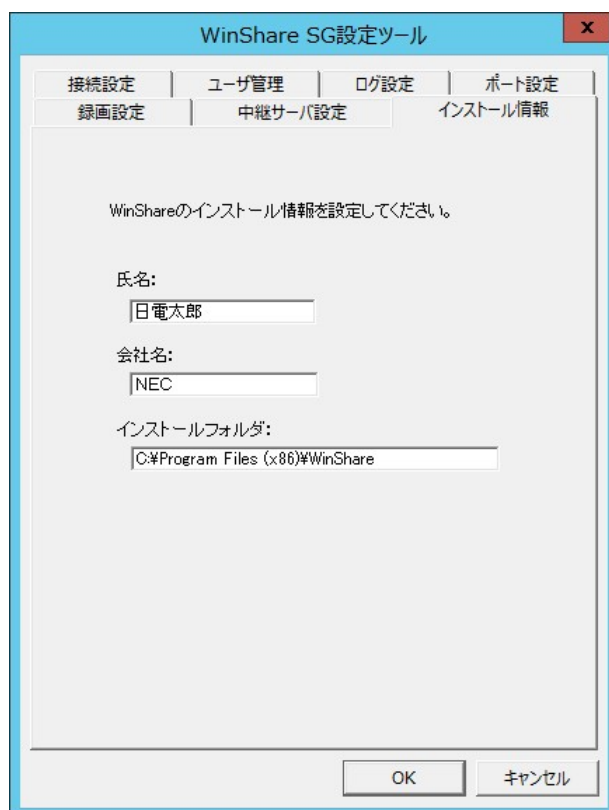 WinShare SG設定ツール
x
接続設定
ユーザ管理
ログ設定
ポート設定
録画設定
中継サーバ設定
インストール情報
WinShareのインストール情報を設定してください。
氏名:
日電太郎
会社名:
NEC
インストールフォルダ:
C:¥Program Files (x86)¥WinShare
OK
キャンセル